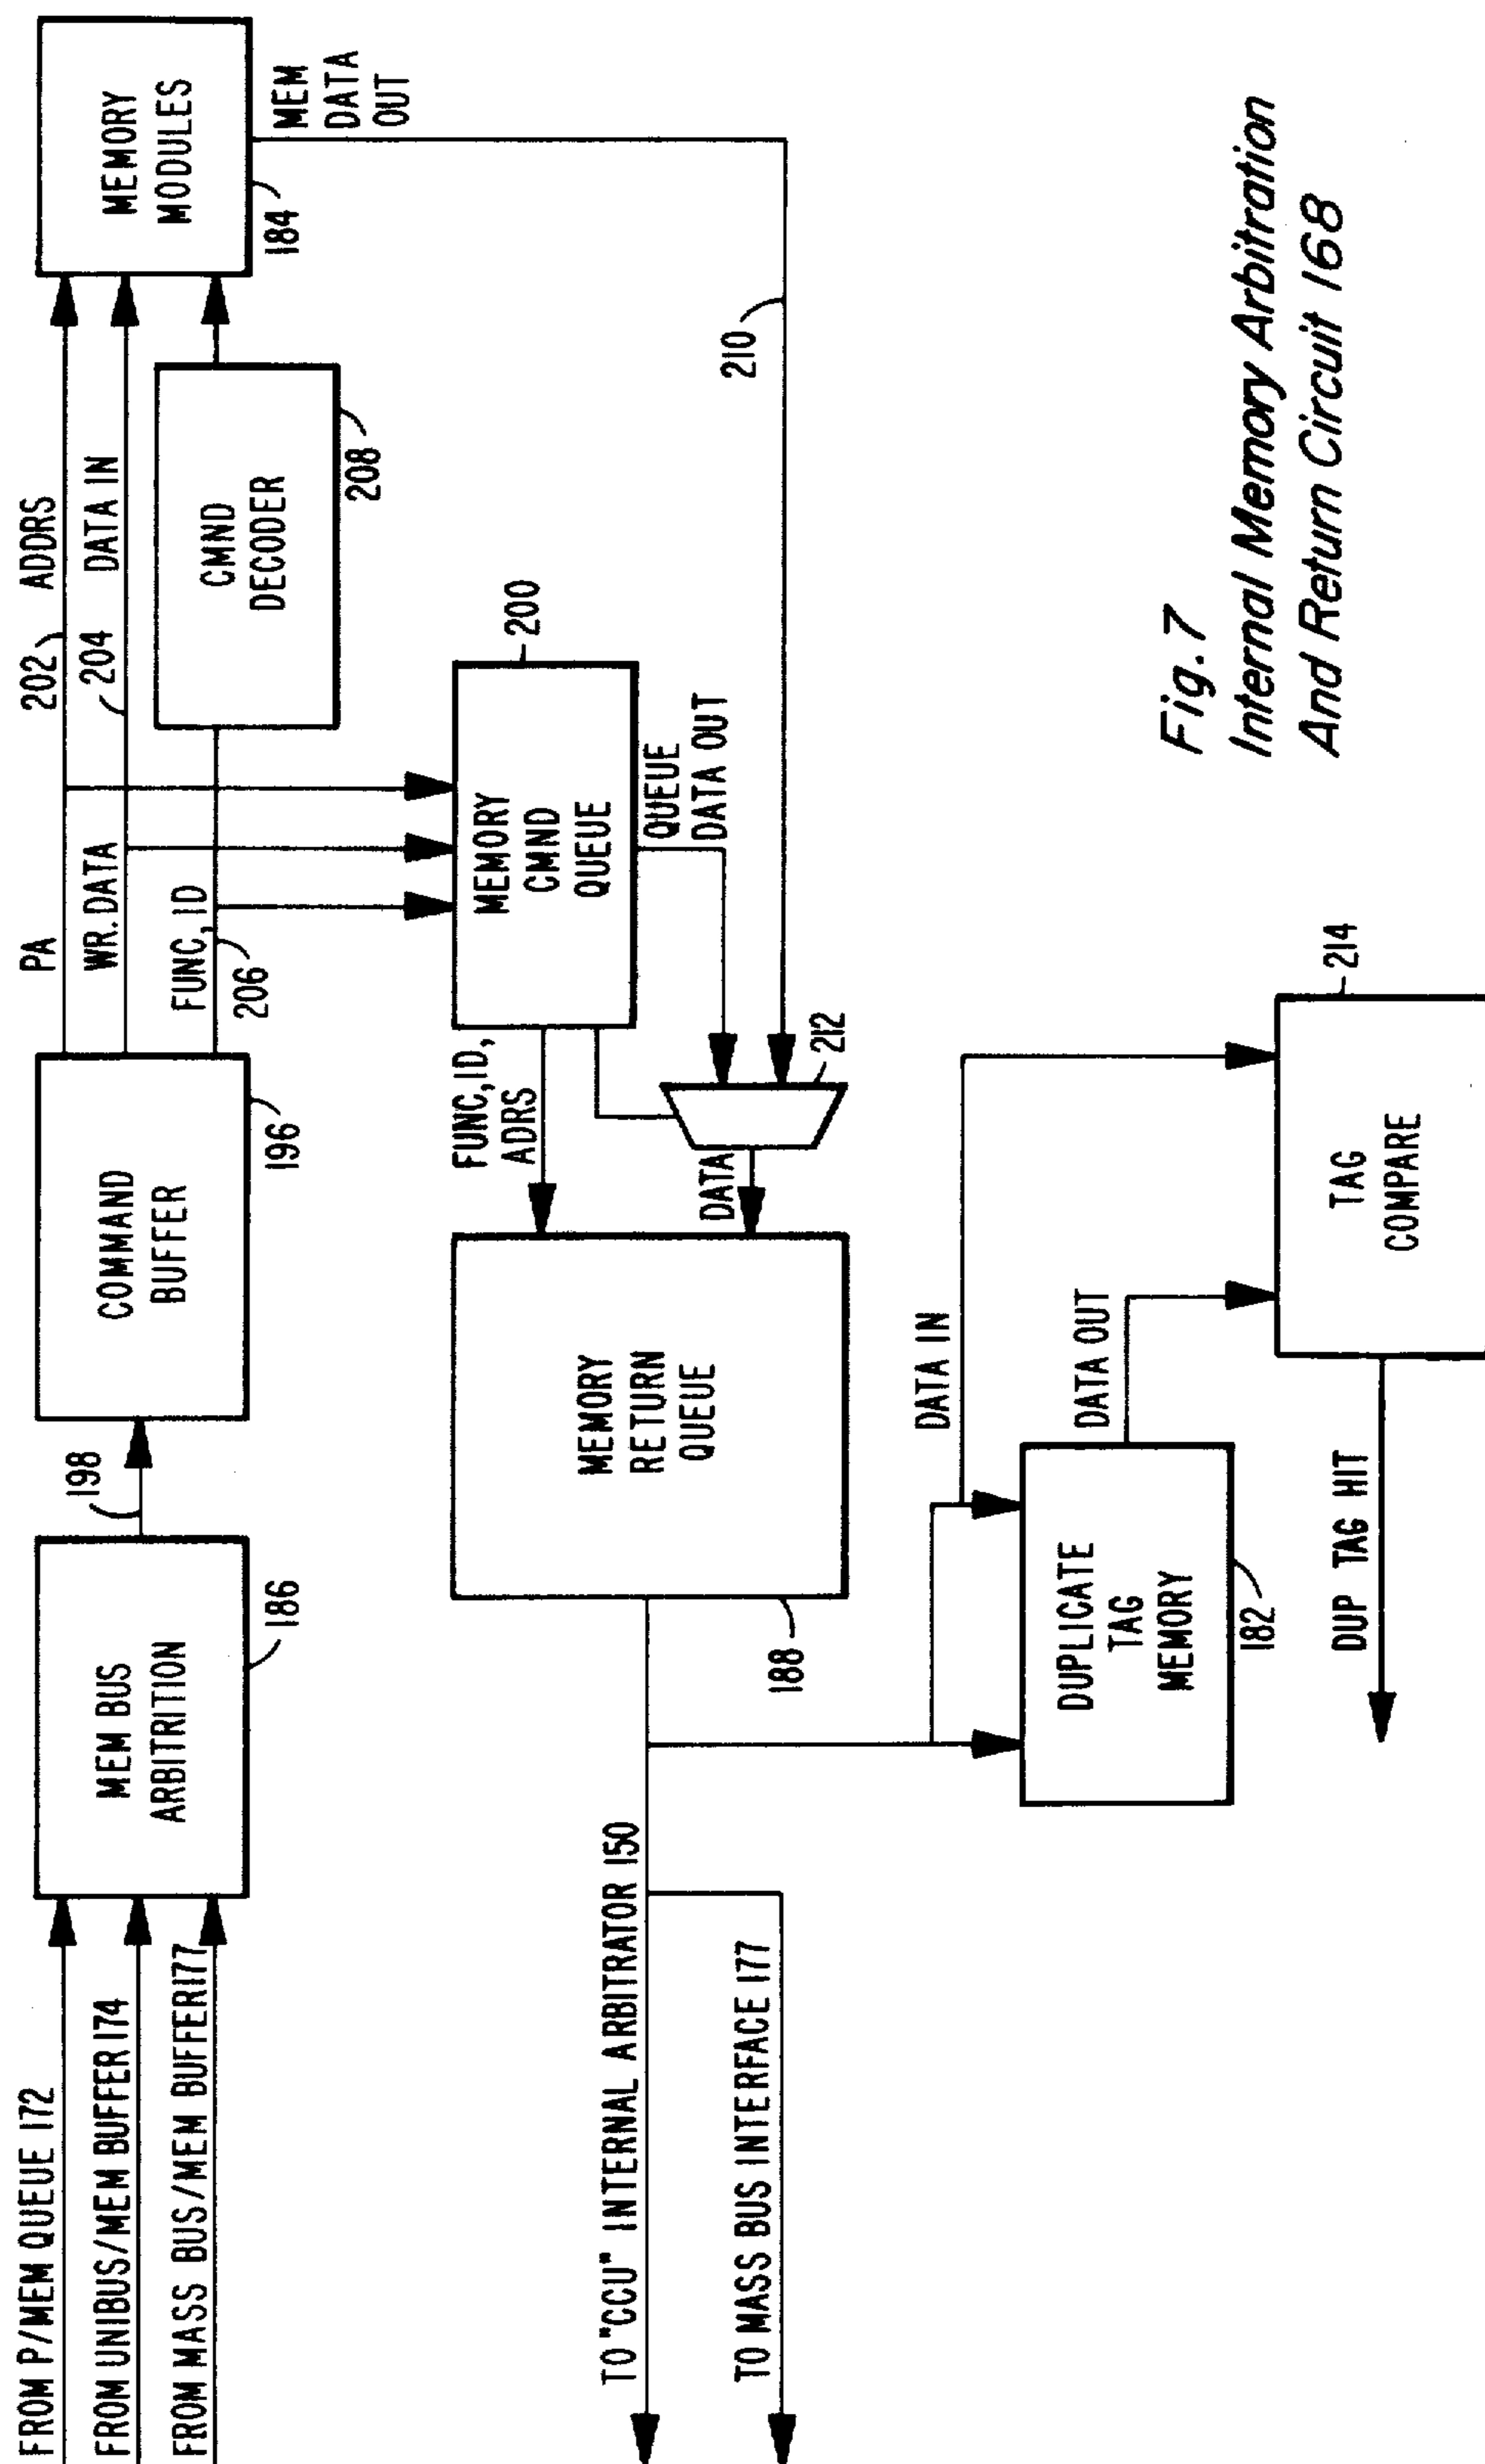 FROM P/MEM QUEUE 172
FROM UNIBUS/MEM BUFFER 174
FROM MASS BUS/MEM BUFFER 177
MEM BUS
ARBITRITION
186
198
COMMAND
BUFFER
196
PA
WR. DATA
FUNC, ID
206
202
ADDRS
204
DATA IN
CMND
DECODER
208
MEMORY
MODULES
184
MEM
DATA
OUT
210
MEMORY
CMND
QUEUE
200
QUEUE
DATA OUT
FUNC, ID,
ADRS
212
DATA
MEMORY
RETURN
QUEUE
188
TO "CCU" INTERNAL ARBITRATOR 150
TO MASS BUS INTERFACE 177
DATA IN
DUPLICATE
TAG
MEMORY
182
DATA OUT
TAG
COMPARE
214
DUP TAG HIT
Fig. 7
Internal Memory Arbitration
And Return Circuit 168